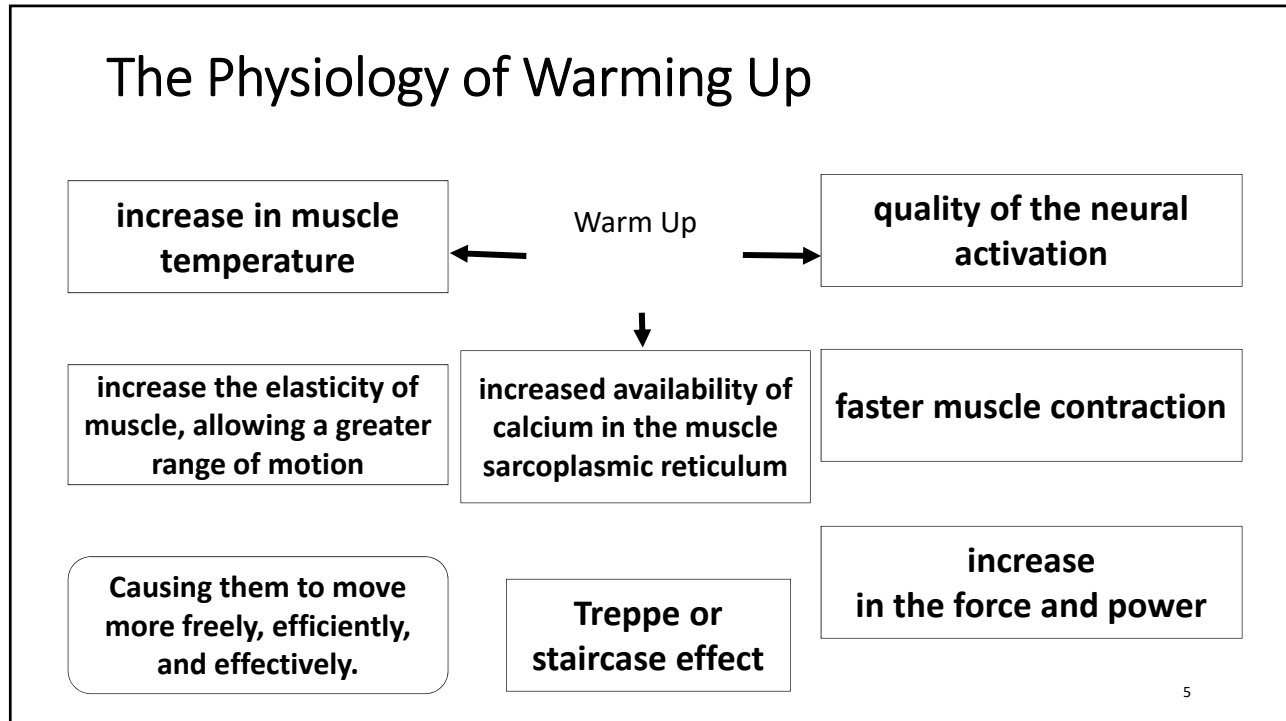 The Physiology of Warming Up
increase in muscle
temperature
Warm Up
quality of the neural
activation
increase the elasticity of
muscle, allowing a greater
range of motion
increased availability of
calcium in the muscle
sarcoplasmic reticulum
faster muscle contraction
Causing them to move
more freely, efficiently,
and effectively.
Treppe or
staircase effect
increase
in the force and power
5